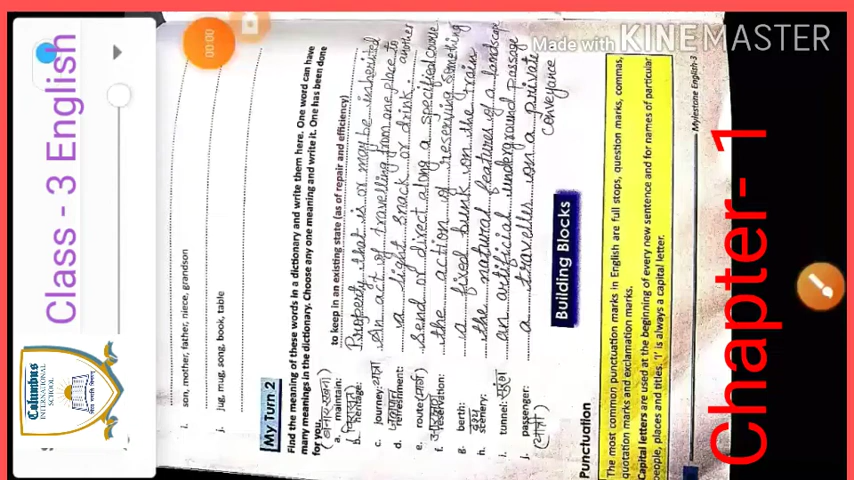 Class - 3 English
Made with KINEMASTER
00:00
Columbus
INTERNATIONAL
SCHOOL
i. son, mother, father, niece, grandson
j. jug, mug, song, book, table
My Turn 2
Find the meaning of these words in a dictionary and write them here. One word can have
many meanings in the dictionary. Choose any one meaning and write it. One has been done
for you.
a. maintain: to keep in an existing state (as of repair and efficiency)
b. heritage: Property that is or may be inherited
c. journey: यात्रा An act of travelling from one place to another
d. refreshment: a light snack or drink.
e. route: (मार्ग) Send or direct along a specified course
f. reservation: the action of reserving something
g. berth: a fixed bunk on the train
h. scenery: दृश्य the natural features of a landscape
i. tunnel: सुरंग an artificial underground passage
j. passenger: a traveller on a private
conveyance
Building Blocks
Punctuation
The most common punctuation marks in English are full stops, question marks, commas,
quotation marks and exclamation marks.
Capital letters are used at the beginning of every new sentence and for names of particular
people, places and titles. 'I' is always a capital letter.
Mylestone English-3
Chapter- 1